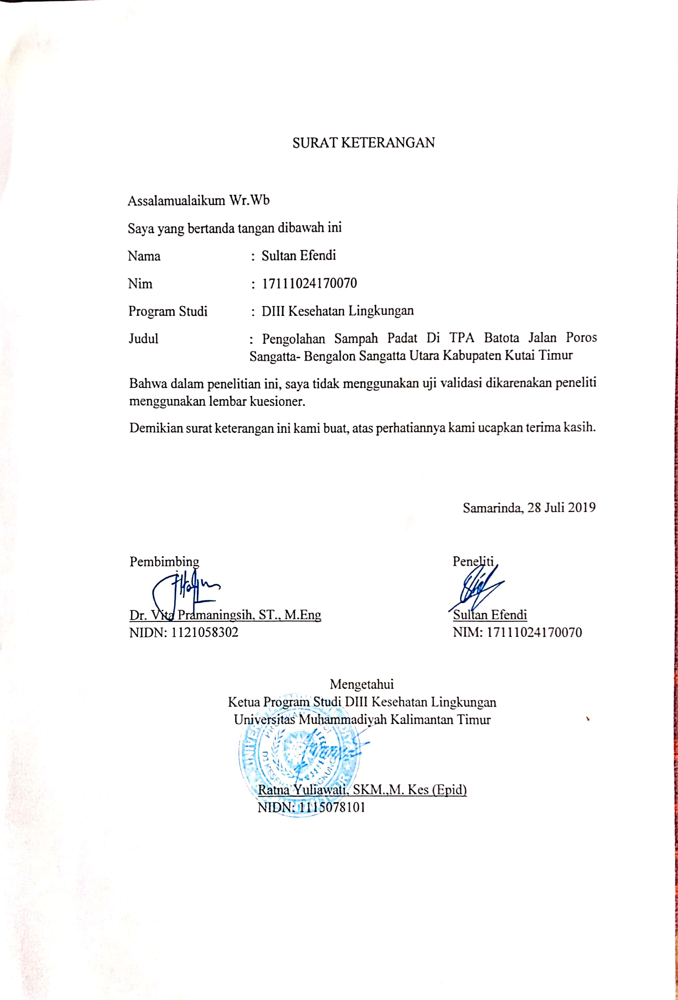 SURAT KETERANGAN
Assalamualaikum Wr.Wb
Saya yang bertanda tangan dibawah ini
Nama : Sultan Efendi
Nim : 17111024170070
Program Studi : DIII Kesehatan Lingkungan
Judul : Pengolahan Sampah Padat Di TPA Batota Jalan Poros
Sangatta- Bengalon Sangatta Utara Kabupaten Kutai Timur
Bahwa dalam penelitian ini, saya tidak menggunakan uji validasi dikarenakan peneliti
menggunakan lembar kuesioner.
Demikian surat keterangan ini kami buat, atas perhatiannya kami ucapkan terima kasih.
Samarinda, 28 Juli 2019
Pembimbing
Dr. Vita Pramaningsih, ST., M.Eng
NIDN: 1121058302
Peneliti
Sultan Efendi
NIM: 17111024170070
Mengetahui
Ketua Program Studi DIII Kesehatan Lingkungan
Universitas Muhammadiyah Kalimantan Timur
Ratna Yuliawati, SKM.,M. Kes (Epid)
NIDN: 1115078101